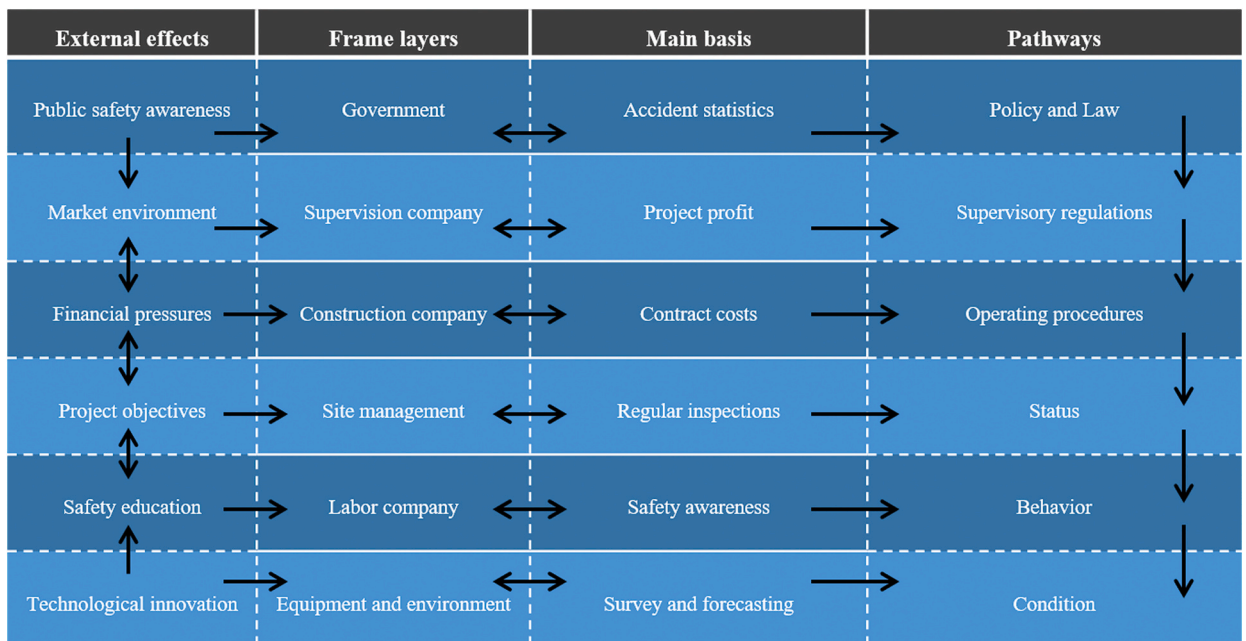 External effects Frame layers Main basis Pathways
Public safety awareness Government Accident statistics Policy and Law
Market environment Supervision company Project profit Supervisory regulations
Financial pressures Construction company Contract costs Operating procedures
Project objectives Site management Regular inspections Status
Safety education Labor company Safety awareness Behavior
Technological innovation Equipment and environment Survey and forecasting Condition